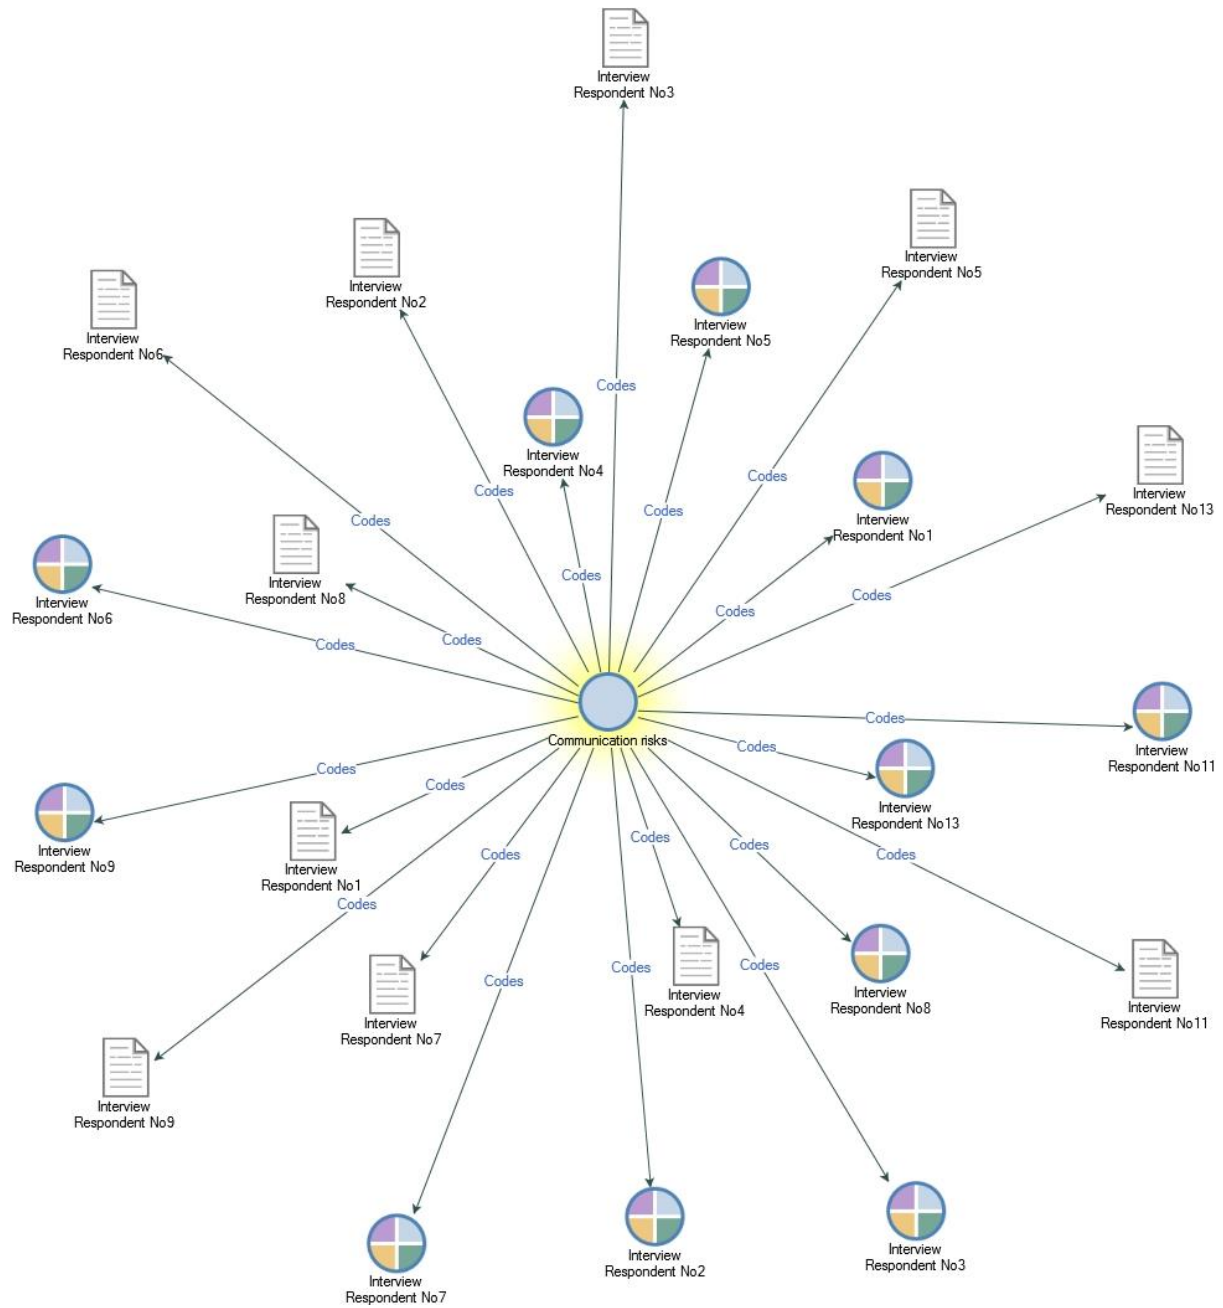 Interview
Respondent No3
Interview
Respondent No5
Interview
Respondent No2
Interview
Respondent No5
Interview
Respondent No6
Codes
Interview
Respondent No4
Codes
Interview
Respondent No13
Codes
Codes
Codes
Interview
Respondent No1
Codes
Interview
Respondent No8
Codes
Codes
Codes
Interview
Respondent No6
Codes
Codes
Communication risks
Codes
Interview
Respondent No11
Codes
Codes
Codes
Interview
Respondent No13
Interview
Respondent No9
Codes
Codes
Codes
Codes
Interview
Respondent No1
Codes
Codes
Codes
Codes
Interview
Respondent No4
Interview
Respondent No8
Interview
Respondent No11
Interview
Respondent No7
Interview
Respondent No9
Interview
Respondent No2
Interview
Respondent No3
Interview
Respondent No7